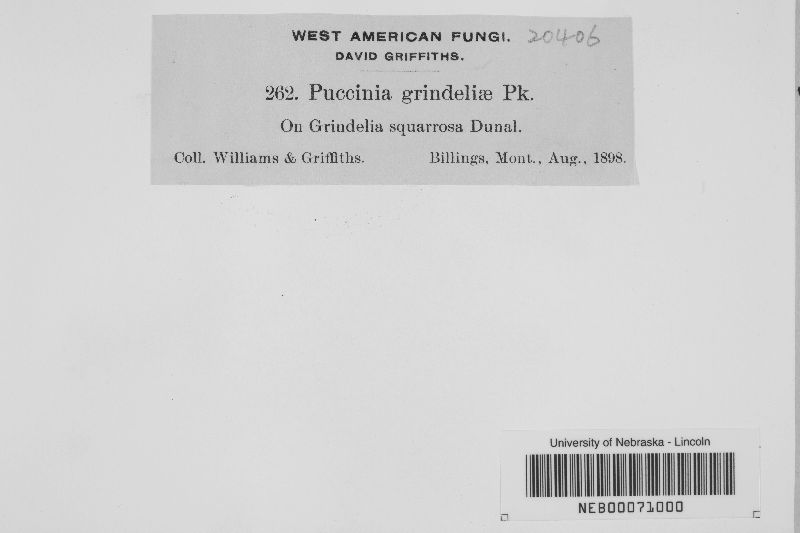 WEST AMERICAN FUNGI. 20406
DAVID GRIFFITHS.
262. Puccinia grindeliæ Pk.
On Grindelia squarrosa Dunal.
Coll. Williams & Griffiths. Billings, Mont., Aug., 1898.
University of Nebraska - Lincoln
NEB00071000